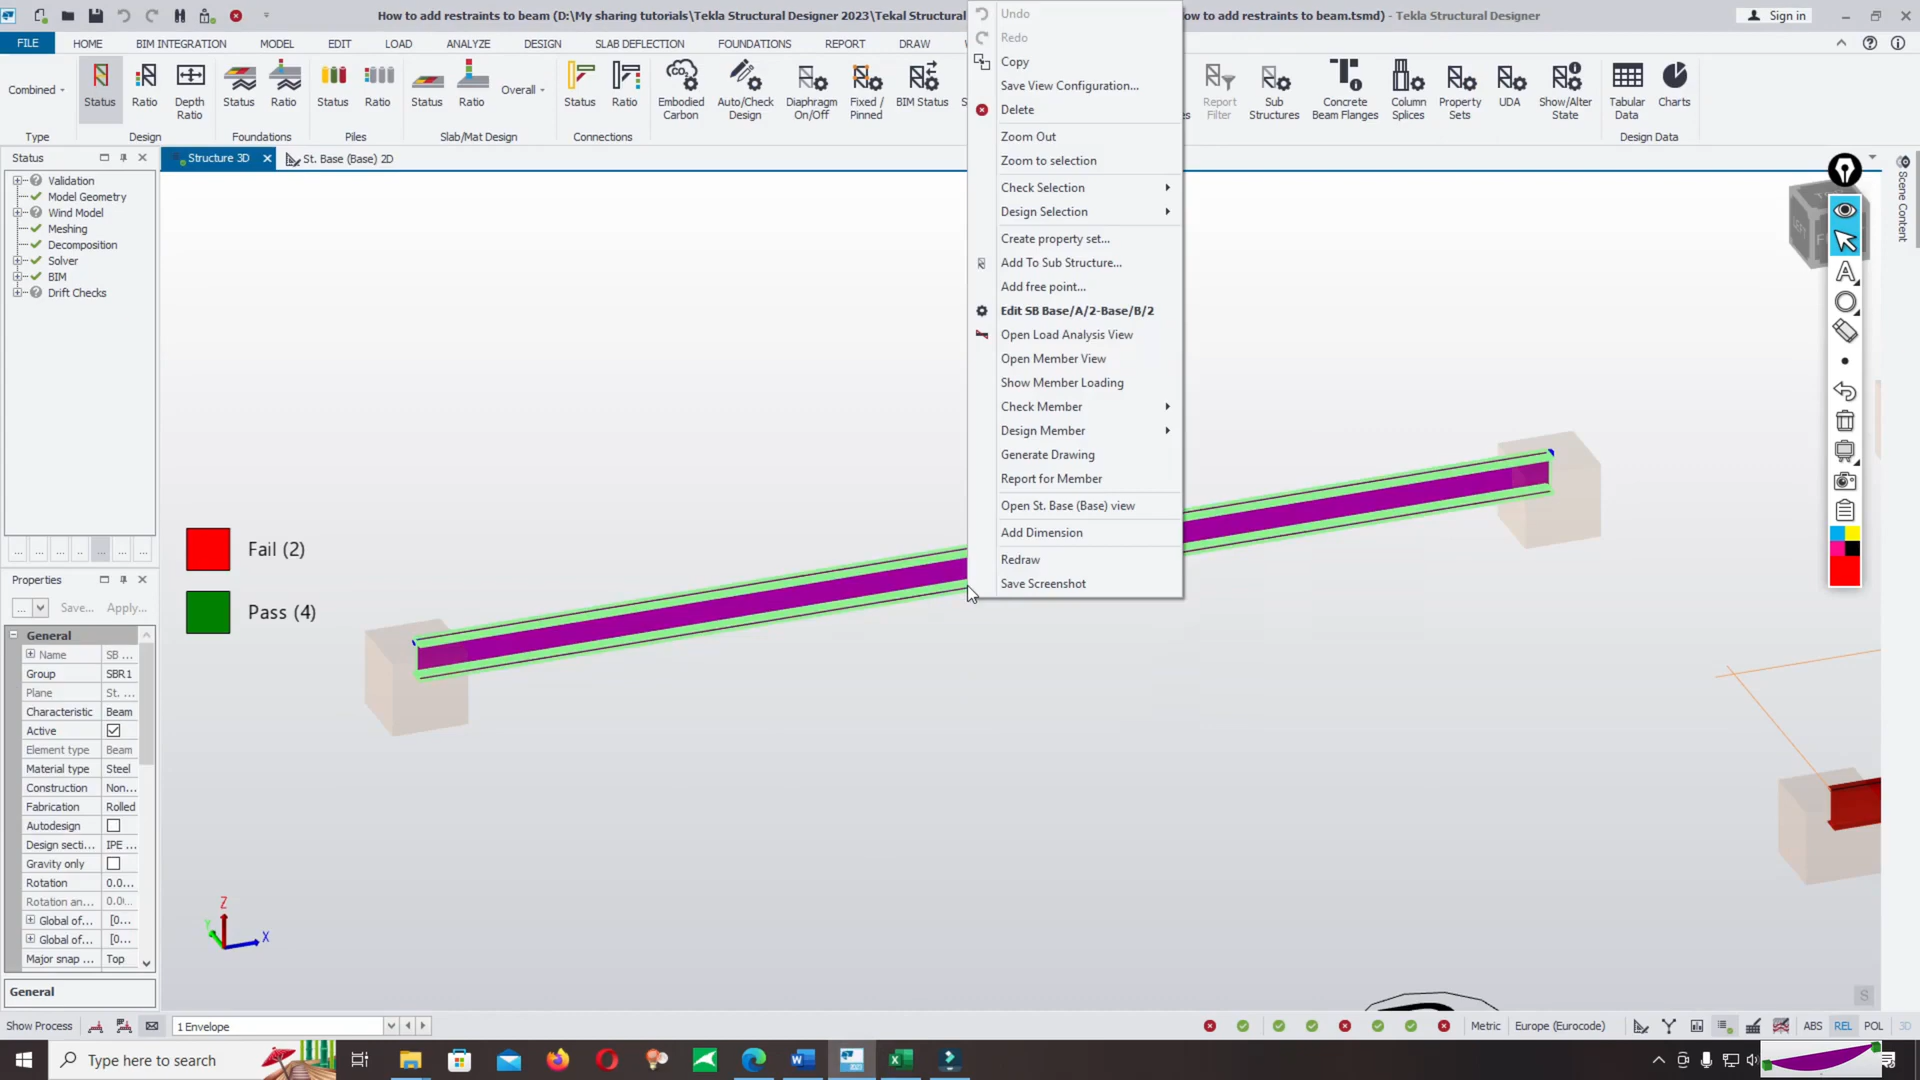 How to add restraints to beam (D:\My sharing tutorials\Tekla Structural Designer 2023\Tekal Structural
ow to add restraints to beam.tsmd) - Tekla Structural Designer
Sign in
FILE HOME BIM INTEGRATION MODEL EDIT LOAD ANALYZE DESIGN SLAB DEFLECTION FOUNDATIONS REPORT DRAW
Combined
Status Ratio Depth Ratio Status Ratio Status Ratio Status Ratio Overall Status Ratio Embodied Carbon Auto/Check Design Diaphragm On/Off Fixed / Pinned BIM Status Report Filter Sub Structures Concrete Beam Flanges Column Splices Property Sets UDA Show/Alter State Tabular Data Charts
Type Design Foundations Piles Slab/Mat Design Connections Design Data
Status
Structure 3D
St. Base (Base) 2D
Validation
Model Geometry
Wind Model
Meshing
Decomposition
Solver
BIM
Drift Checks
Undo
Redo
Copy
Save View Configuration...
Delete
Zoom Out
Zoom to selection
Check Selection
Design Selection
Create property set...
Add To Sub Structure...
Add free point...
Edit SB Base/A/2-Base/B/2
Open Load Analysis View
Open Member View
Show Member Loading
Check Member
Design Member
Generate Drawing
Report for Member
Open St. Base (Base) view
Add Dimension
Redraw
Save Screenshot
Scene Content
Fail (2)
Pass (4)
Properties
... Save... Apply...
General
Name SB ...
Group SBR1
Plane St. ...
Characteristic Beam
Active
Element type Beam
Material type Steel
Construction Non...
Fabrication Rolled
Autodesign
Design secti... IPE ...
Gravity only
Rotation 0.0...
Rotation an... 0.0(...
Global of... [0...
Global of... [0...
Major snap ... Top
General
Z
Y
X
S
Show Process
1 Envelope
Metric Europe (Eurocode) ABS REL POL 3D
Type here to search